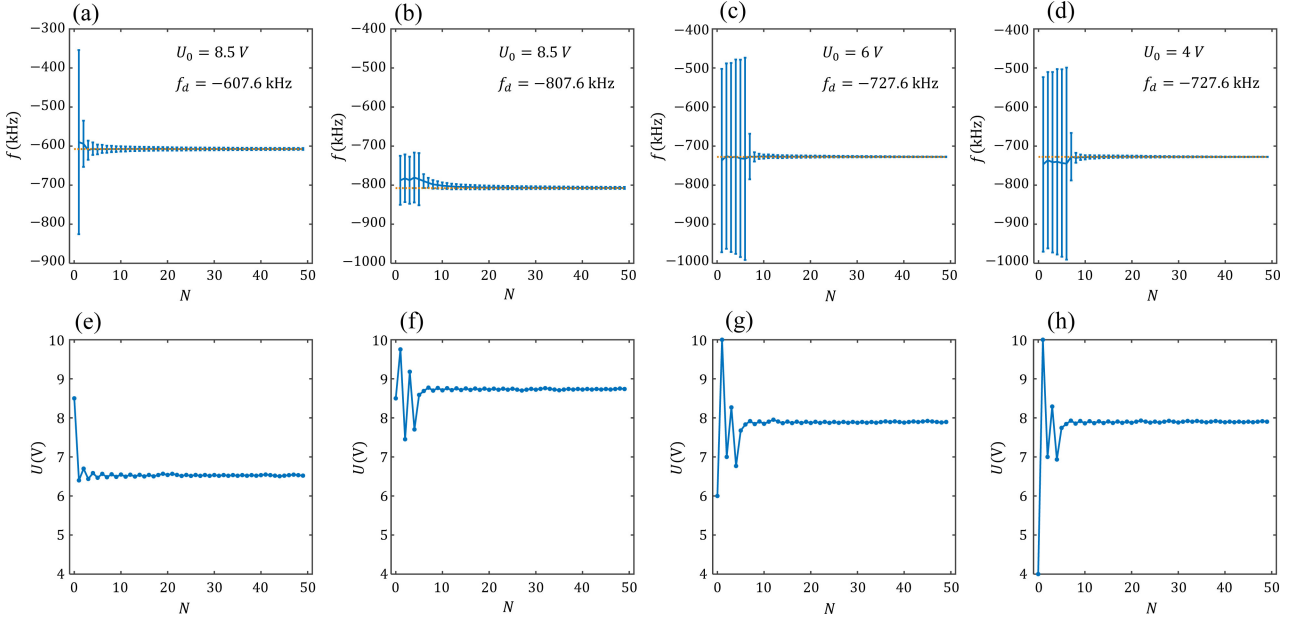 (a)
(b)
(c)
(d)
−300
−400
−500
−600
−700
−800
−900
f (kHz)
U₀ = 8.5 V
f_d = −607.6 kHz
0 10 20 30 40 50
N
−400
−500
−600
−700
−800
−900
−1000
f (kHz)
U₀ = 8.5 V
f_d = −807.6 kHz
0 10 20 30 40 50
N
−400
−500
−600
−700
−800
−900
−1000
f (kHz)
U₀ = 6 V
f_d = −727.6 kHz
0 10 20 30 40 50
N
−400
−500
−600
−700
−800
−900
−1000
f (kHz)
U₀ = 4 V
f_d = −727.6 kHz
0 10 20 30 40 50
N
(e)
(f)
(g)
(h)
10
9
8
7
6
5
4
U(V)
0 10 20 30 40 50
N
10
9
8
7
6
5
4
U(V)
0 10 20 30 40 50
N
10
9
8
7
6
5
4
U(V)
0 10 20 30 40 50
N
10
9
8
7
6
5
4
U(V)
0 10 20 30 40 50
N